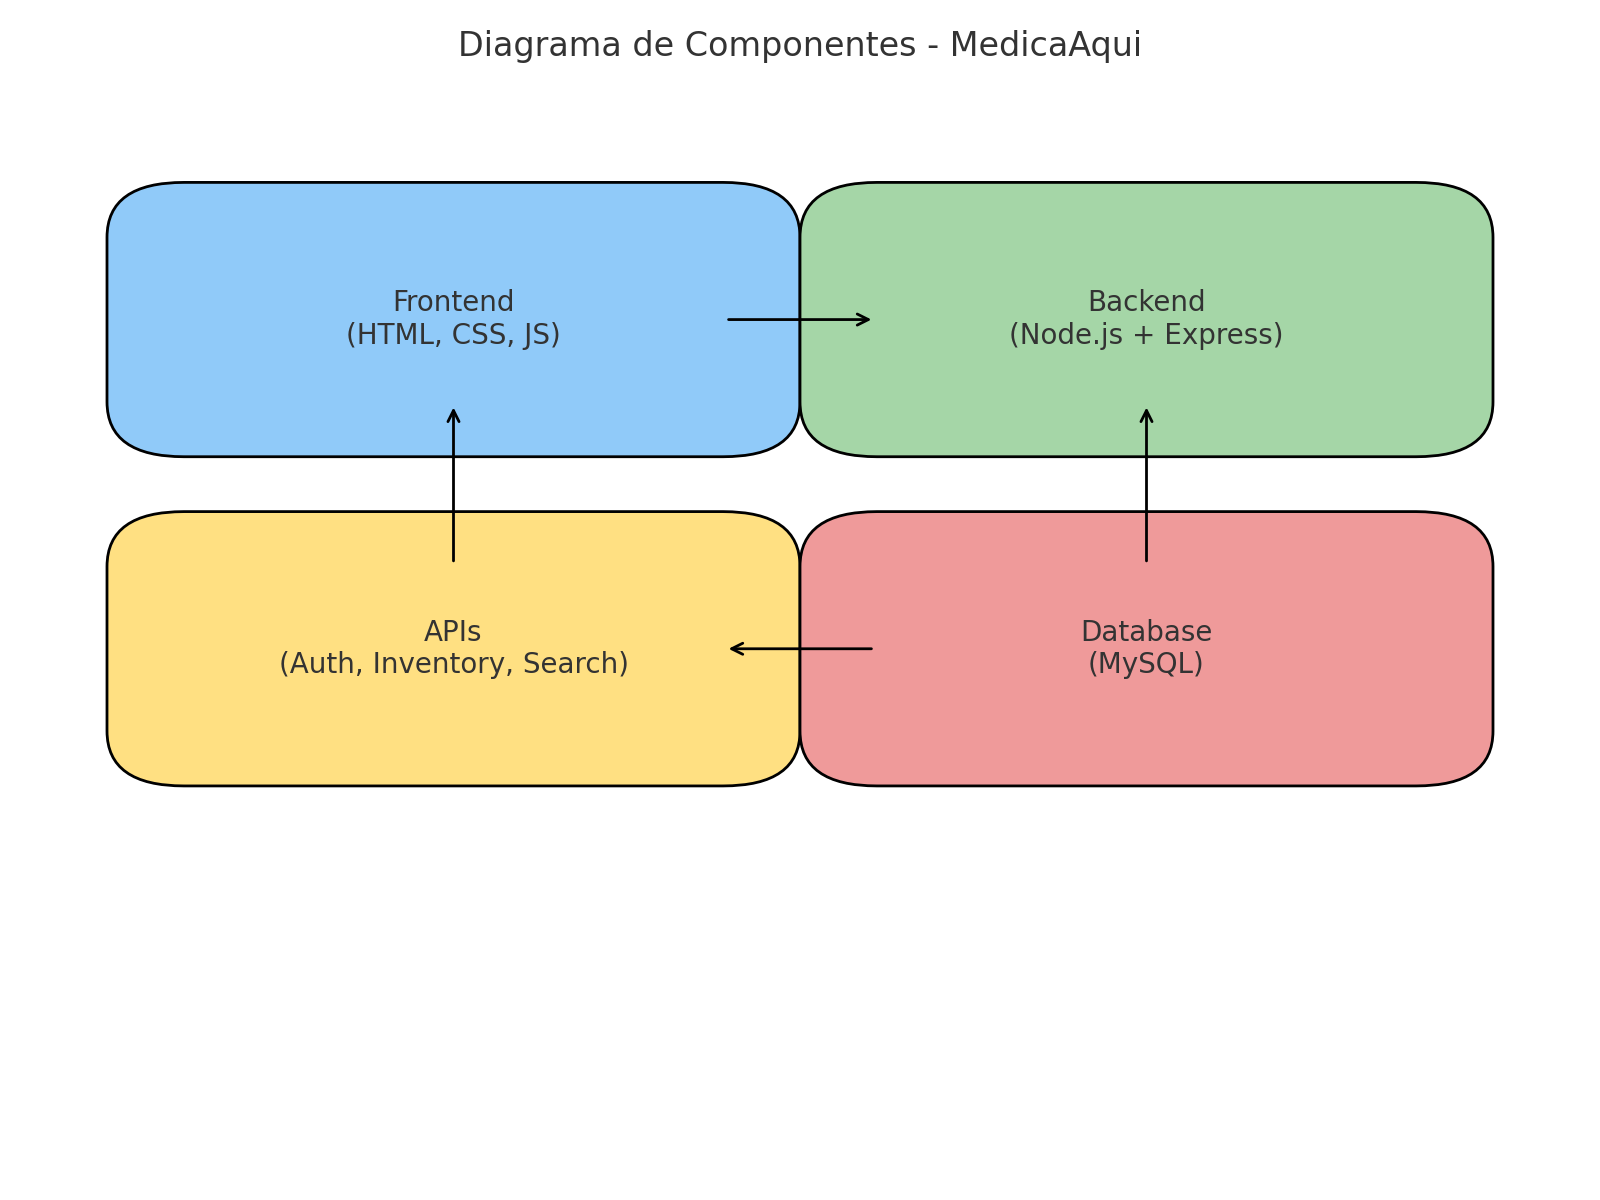 Diagrama de Componentes - MedicaAqui
Frontend
(HTML, CSS, JS)
Backend
(Node.js + Express)
APIs
(Auth, Inventory, Search)
Database
(MySQL)